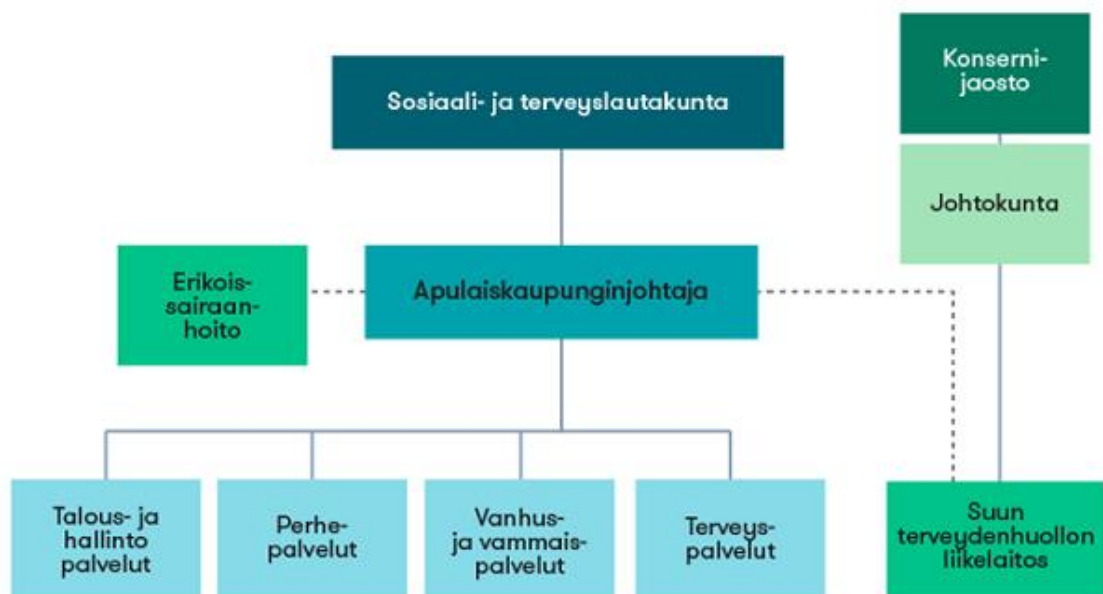 Konserni-
jaosto
Sosiaali- ja terveyslautakunta
Johtokunta
Erikois-
sairaan-
hoito
Apulaiskaupunginjohtaja
Talous- ja
hallinto
palvelut
Perhe-
palvelut
Vanhus-
ja vammais-
palvelut
Terveys-
palvelut
Suun
terveydenhuollon
liikelaitos